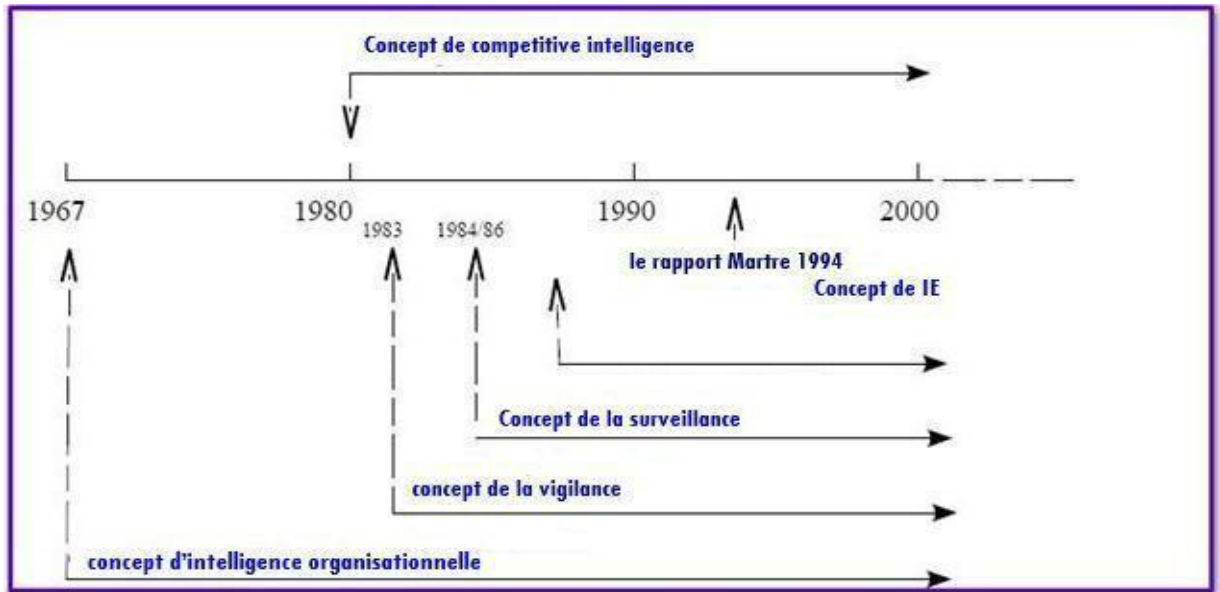 Concept de competitive intelligence
1967
1980
1990
2000
1983
1984/86
le rapport Martre 1994
Concept de IE
Concept de la surveillance
concept de la vigilance
concept d'intelligence organisationnelle